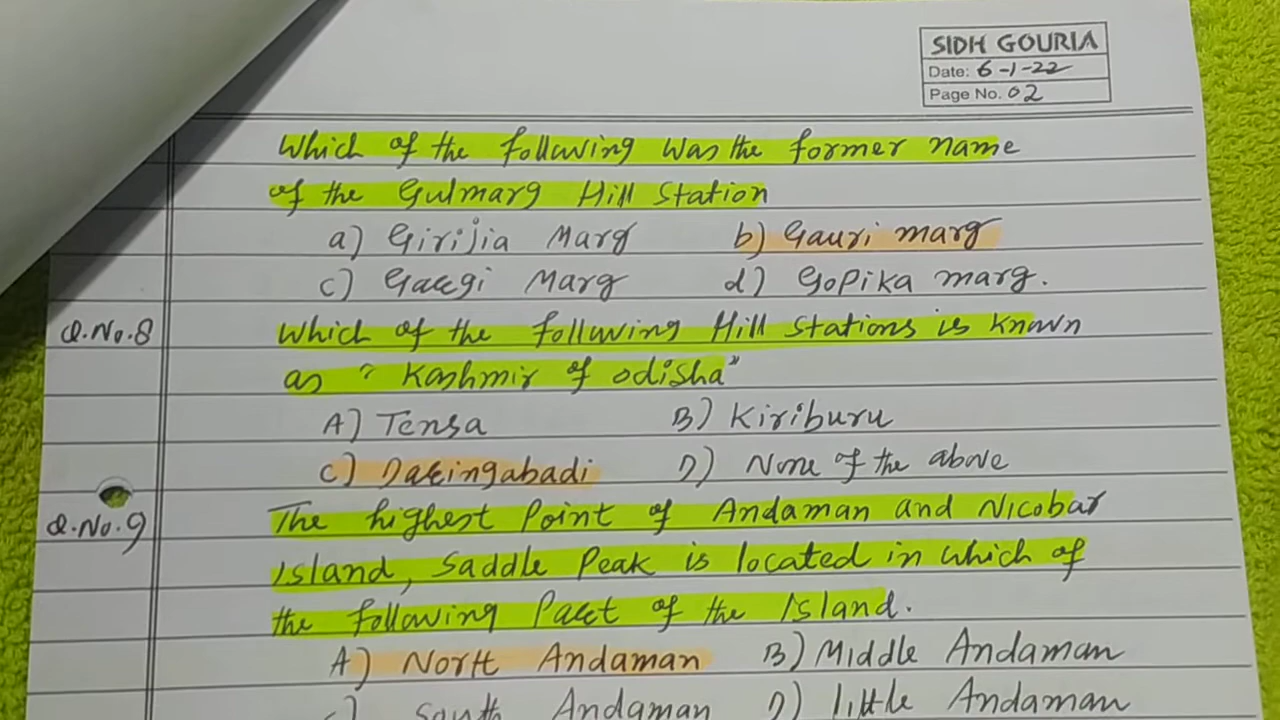 SIDH GOURIA
Date: 6-1-22
Page No. 02
Which of the following was the former name
of the Gulmarg Hill Station
a) Girijia Marg b) Gauri marg
c) Gargi Marg d) Gopika marg.
Q.No.8 Which of the following Hill Stations is known
as "Kashmir of odisha"
A) Tensa B) Kiriburu
C) Daringabadi D) None of the above
Q.No.9 The highest Point of Andaman and Nicobar
Island, Saddle Peak is located in which of
the following Part of the Island.
A) North Andaman B) Middle Andaman
c) South Andaman D) little Andaman